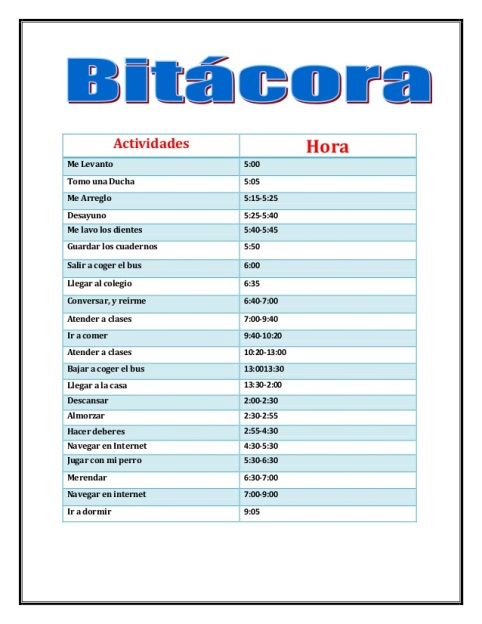 Bitácora
Actividades Hora
Me Levanto 5:00
Tomo una Ducha 5:05
Me Arreglo 5:15-5:25
Desayuno 5:25-5:40
Me lavo los dientes 5:40-5:45
Guardar los cuadernos 5:50
Salir a coger el bus 6:00
Llegar al colegio 6:35
Conversar, y reírme 6:40-7:00
Atender a clases 7:00-9:40
Ir a comer 9:40-10:20
Atender a clases 10:20-13:00
Bajar a coger el bus 13:0013:30
Llegar a la casa 13:30-2:00
Descansar 2:00-2:30
Almorzar 2:30-2:55
Hacer deberes 2:55-4:30
Navegar en Internet 4:30-5:30
Jugar con mi perro 5:30-6:30
Merendar 6:30-7:00
Navegar en internet 7:00-9:00
Ir a dormir 9:05